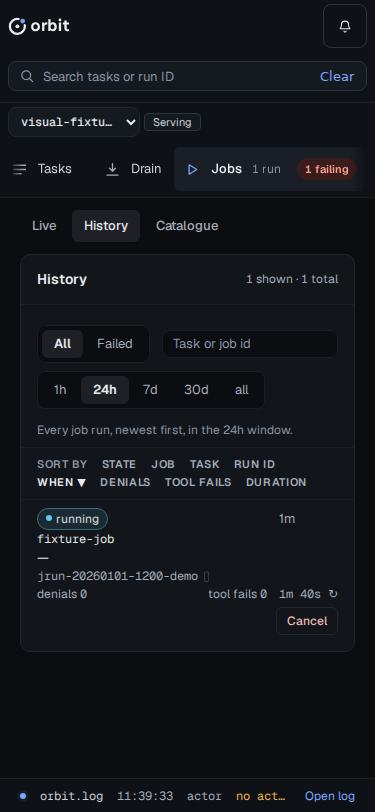 orbit
Search tasks or run ID Clear
visual-fixtu… Serving
Tasks Drain Jobs 1 run 1 failing
Live History Catalogue
History 1 shown · 1 total
All Failed Task or job id
1h 24h 7d 30d all
Every job run, newest first, in the 24h window.
SORT BY STATE JOB TASK RUN ID
WHEN ▼ DENIALS TOOL FAILS DURATION
running 1m
fixture-job
—
jrun-20260101-1200-demo
denials 0 tool fails 0 1m 40s ↻
Cancel
orbit.log 11:39:33 actor no act… Open log